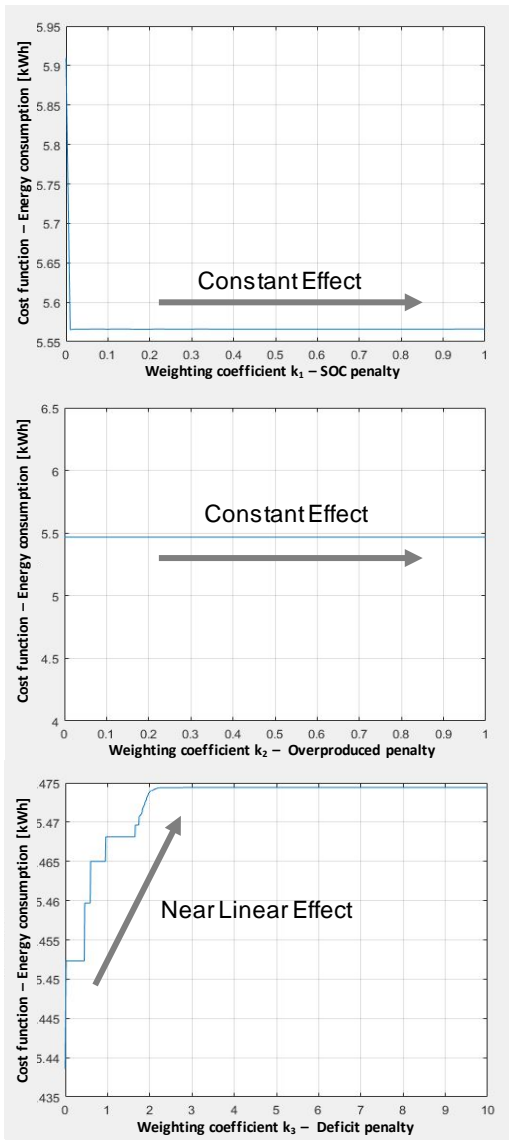 Cost function – Energy consumption [kWh]
5.95
5.9
5.85
5.8
5.75
5.7
5.65
5.6
5.55
Constant Effect
0 0.1 0.2 0.3 0.4 0.5 0.6 0.7 0.8 0.9 1
Weighting coefficient k₁ – SOC penalty
Cost function – Energy consumption [kWh]
6.5
6
5.5
5
4.5
4
Constant Effect
0 0.1 0.2 0.3 0.4 0.5 0.6 0.7 0.8 0.9 1
Weighting coefficient k₂ – Overproduced penalty
Cost function – Energy consumption [kWh]
.475
5.47
.465
5.46
.455
5.45
.445
5.44
.435
Near Linear Effect
0 1 2 3 4 5 6 7 8 9 10
Weighting coefficient k₃ – Deficit penalty